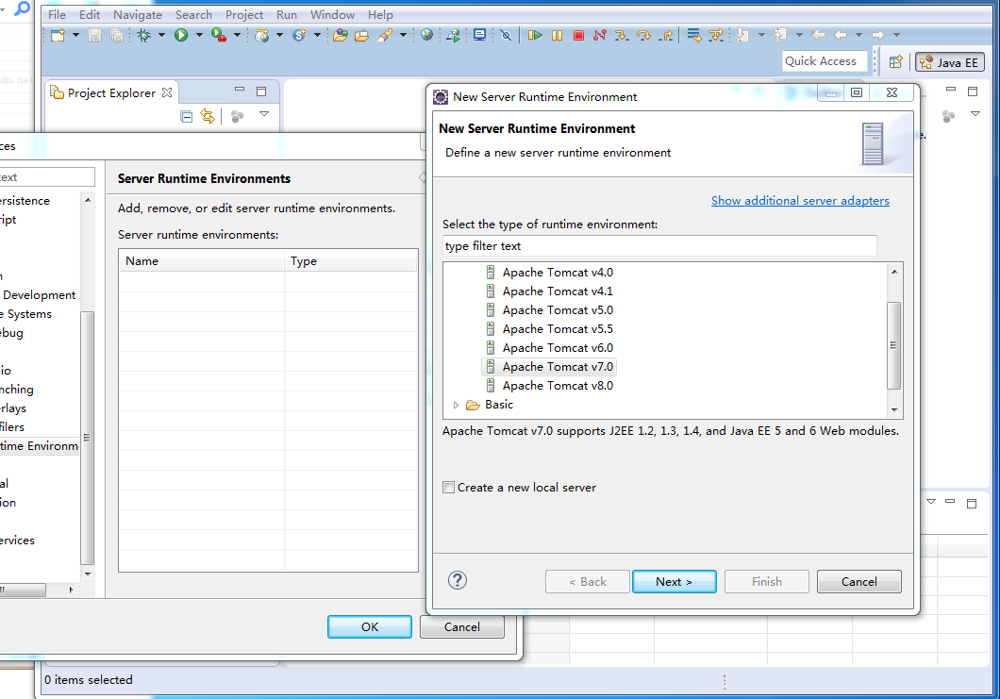 File Edit Navigate Search Project Run Window Help
Quick Access
Java EE
Project Explorer
New Server Runtime Environment
New Server Runtime Environment
Define a new server runtime environment
Show additional server adapters
Select the type of runtime environment:
type filter text
Apache Tomcat v4.0
Apache Tomcat v4.1
Apache Tomcat v5.0
Apache Tomcat v5.5
Apache Tomcat v6.0
Apache Tomcat v7.0
Apache Tomcat v8.0
Basic
Apache Tomcat v7.0 supports J2EE 1.2, 1.3, 1.4, and Java EE 5 and 6 Web modules.
Create a new local server
< Back Next > Finish Cancel
ces
text
ersistence
ript
n
Development
e Systems
ebug
io
nching
erlays
filers
time Environm
al
ion
ervices
Server Runtime Environments
Add, remove, or edit server runtime environments.
Server runtime environments:
Name Type
OK Cancel
0 items selected